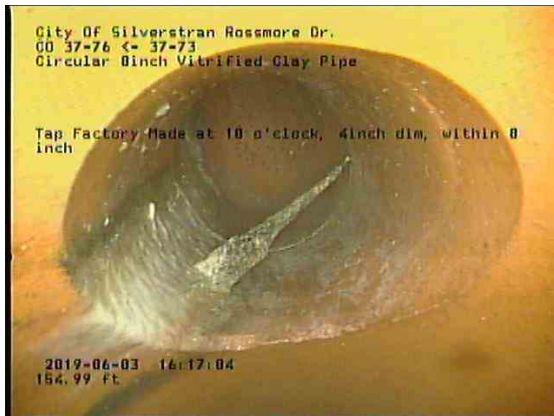 City Of Silverstran Rossmore Dr.
CO 37-76 <- 37-73
Circular 8inch Vitrified Clay Pipe
Tap Factory Made at 10 o'clock, 4inch dim, within 8
inch
2019-06-03 16:17:04
154.99 ft